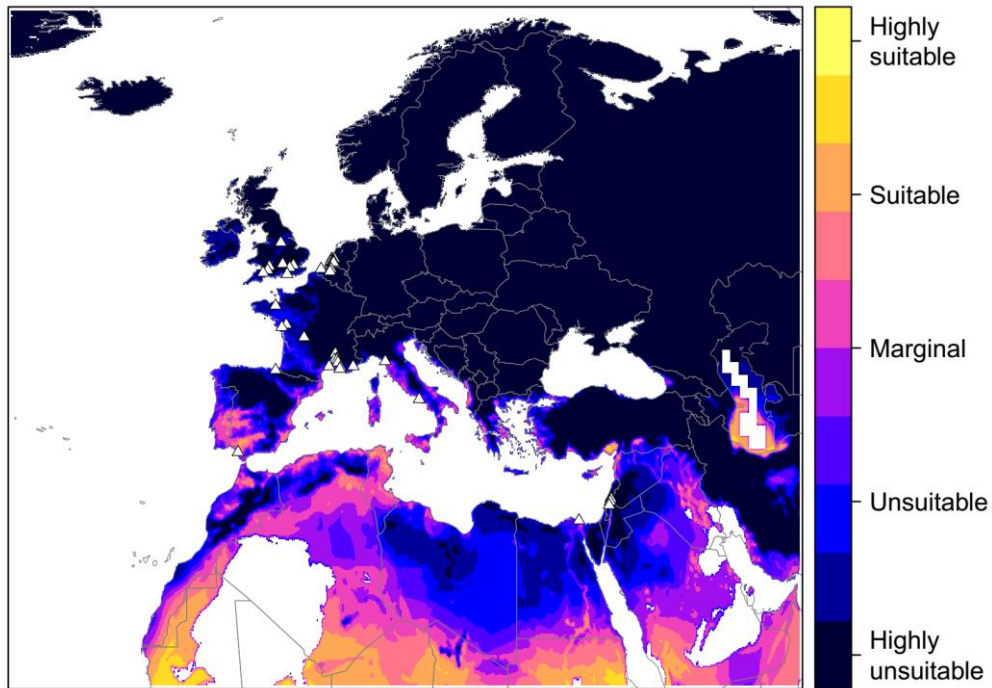 Highly
suitable
Suitable
Marginal
Unsuitable
Highly
unsuitable